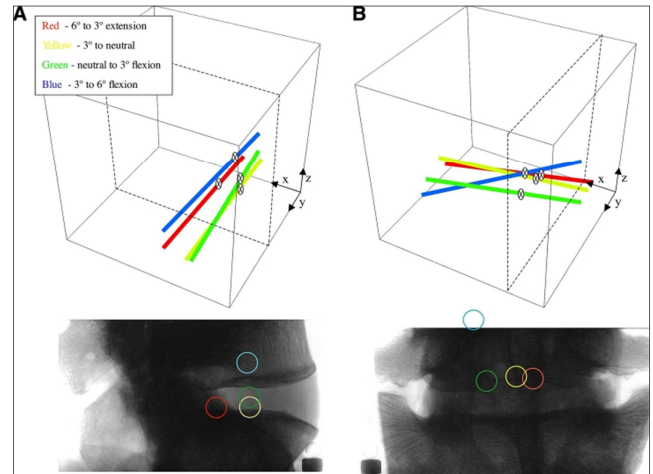 A
B
Red - 6° to 3° extension
Yellow - 3° to neutral
Green - neutral to 3° flexion
Blue - 3° to 6° flexion
x
z
y
x
z
y